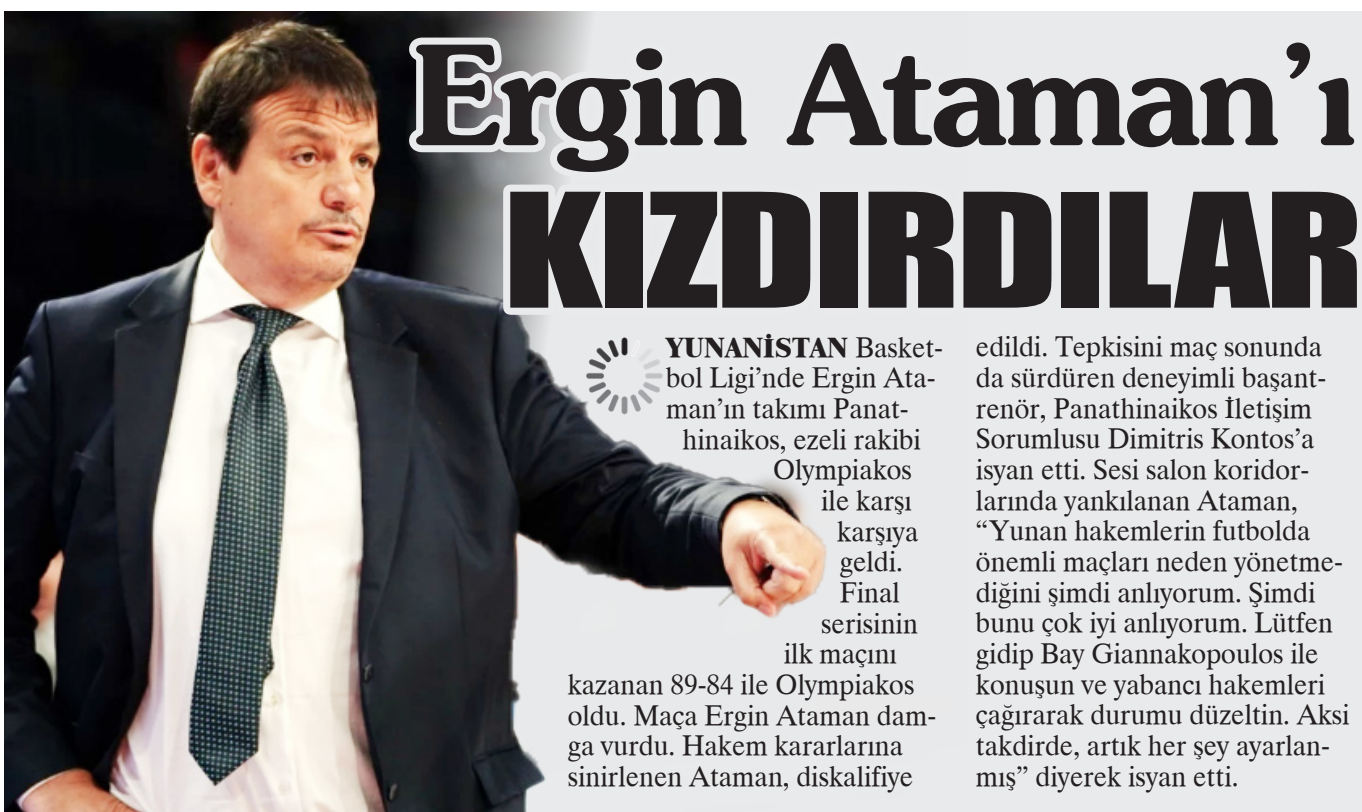 Ergin Ataman’ı
KIZDIRDILAR
YUNANİSTAN Basket-
bol Ligi’nde Ergin Ata-
man’ın takımı Panat-
hinaikos, ezeli rakibi
Olympiakos
ile karşı
karşıya
geldi.
Final
serisinin
ilk maçını
kazanan 89-84 ile Olympiakos
oldu. Maça Ergin Ataman dam-
ga vurdu. Hakem kararlarına
sinirlenen Ataman, diskalifiye
edildi. Tepkisini maç sonunda
da sürdüren deneyimli başant-
renör, Panathinaikos İletişim
Sorumlusu Dimitris Kontos’a
isyan etti. Sesi salon koridor-
larında yankılanan Ataman,
“Yunan hakemlerin futbolda
önemli maçları neden yönetme-
diğini şimdi anlıyorum. Şimdi
bunu çok iyi anlıyorum. Lütfen
gidip Bay Giannakopoulos ile
konuşun ve yabancı hakemleri
çağırarak durumu düzeltin. Aksi
takdirde, artık her şey ayarlan-
mış” diyerek isyan etti.